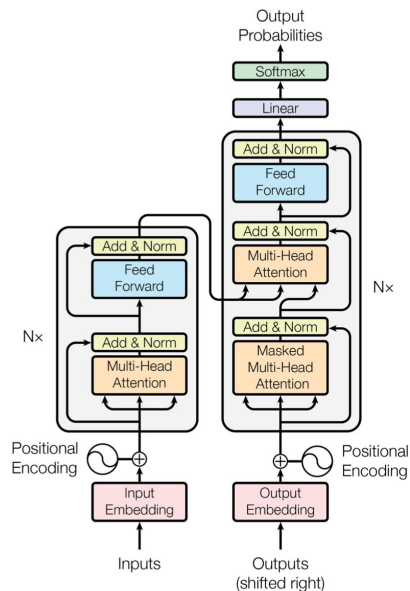 Output
Probabilities
Softmax
Linear
Add & Norm
Feed
Forward
Add & Norm
Multi-Head
Attention
Add & Norm
Masked
Multi-Head
Attention
Nx
Add & Norm
Feed
Forward
Add & Norm
Multi-Head
Attention
Nx
Positional
Encoding
Positional
Encoding
Input
Embedding
Output
Embedding
Inputs
Outputs
(shifted right)